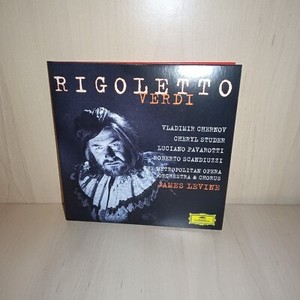 RIGOLETTO
VERDI
VLADIMIR CHERNOV
CHERYL STUDER
LUCIANO PAVAROTTI
ROBERTO SCANDIUZZI
METROPOLITAN OPERA
ORCHESTRA & CHORUS
JAMES LEVINE